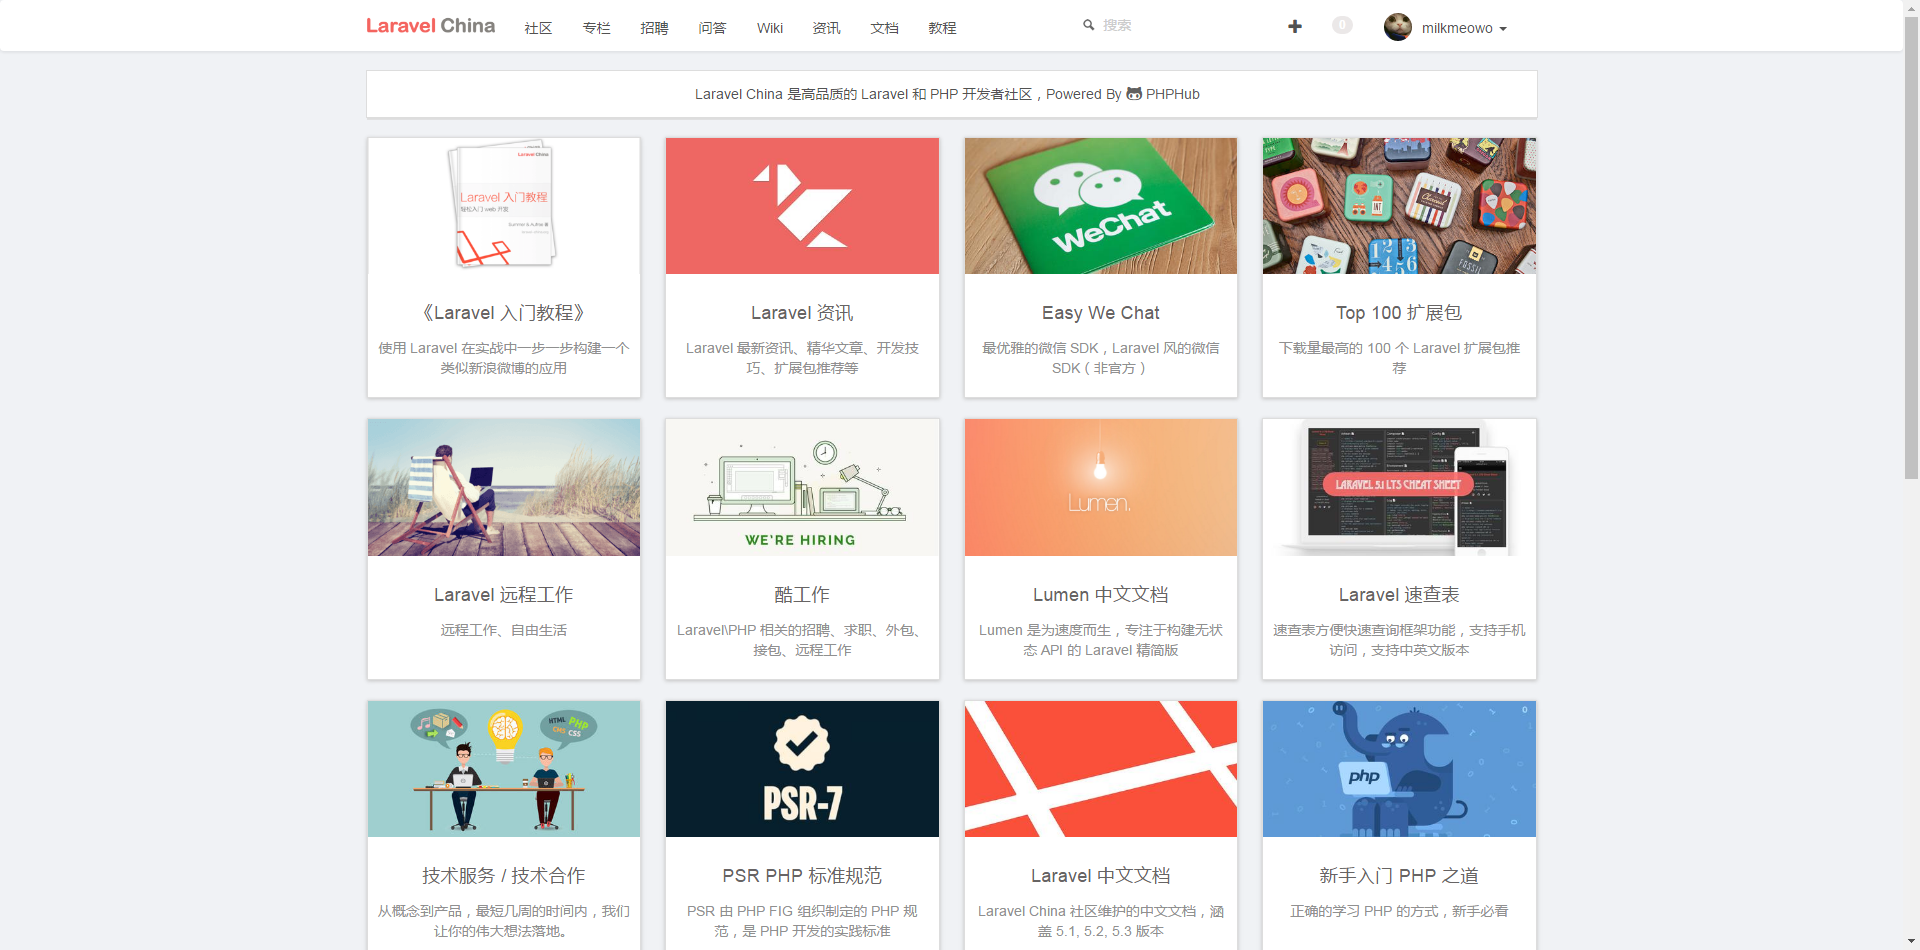 Laravel China 社区 专栏 招聘 问答 Wiki 资讯 文档 教程 搜索 0 milkmeowo
Laravel China 是高品质的 Laravel 和 PHP 开发者社区，Powered By PHPHub
Laravel China
Laravel 入门教程
轻松入门 web 开发
WeChat
《Laravel 入门教程》
使用 Laravel 在实战中一步一步构建一个
类似新浪微博的应用
Laravel 资讯
Laravel 最新资讯、精华文章、开发技
巧、扩展包推荐等
Easy We Chat
最优雅的微信 SDK，Laravel 风的微信
SDK（非官方）
Top 100 扩展包
下载量最高的 100 个 Laravel 扩展包推
荐
WE'RE HIRING
Lumen.
LARAVEL 5.1 LTS CHEAT SHEET
Laravel 远程工作
远程工作、自由生活
酷工作
Laravel\PHP 相关的招聘、求职、外包、
接包、远程工作
Lumen 中文文档
Lumen 是为速度而生，专注于构建无状
态 API 的 Laravel 精简版
Laravel 速查表
速查表方便快速查询框架功能，支持手机
访问，支持中英文版本
HTML PHP
CMS CSS
PSR-7
php
技术服务 / 技术合作
从概念到产品，最短几周的时间内，我们
让你的伟大想法落地。
PSR PHP 标准规范
PSR 由 PHP FIG 组织制定的 PHP 规
范，是 PHP 开发的实践标准
Laravel 中文文档
Laravel China 社区维护的中文文档，涵
盖 5.1, 5.2, 5.3 版本
新手入门 PHP 之道
正确的学习 PHP 的方式，新手必看